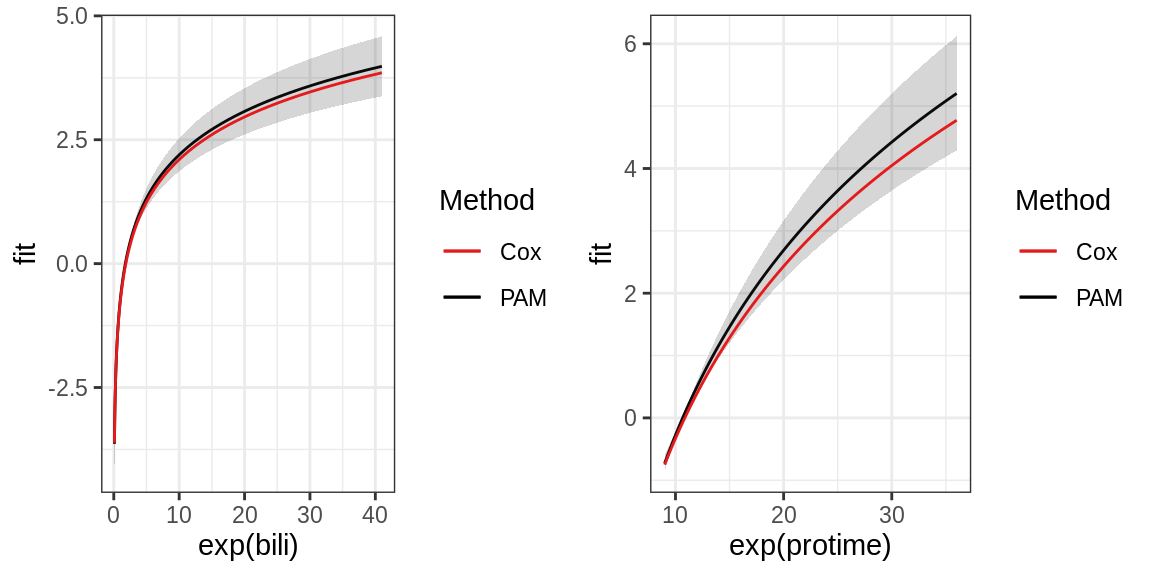 5.0
2.5
0.0
-2.5
fit
0 10 20 30 40
exp(bili)
Method
Cox
PAM
6
4
2
0
fit
10 20 30
exp(protime)
Method
Cox
PAM